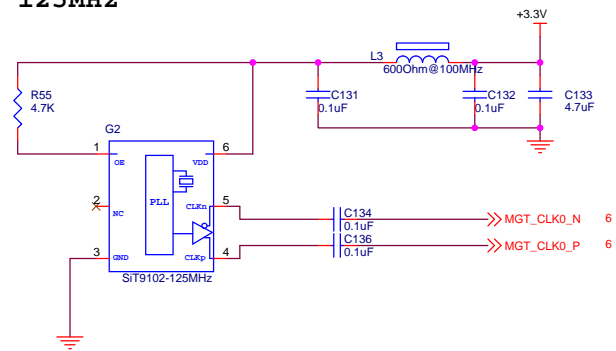 125MHz
+3.3V
L3
600Ohm@100MHz
R55
4.7K
C131
0.1uF
C132
0.1uF
C133
4.7uF
G2
1
OE
VDD
6
2
NC
PLL
CLKn
5
3
GND
CLKp
4
SiT9102-125MHz
C134
0.1uF
MGT_CLK0_N 6
C136
0.1uF
MGT_CLK0_P 6